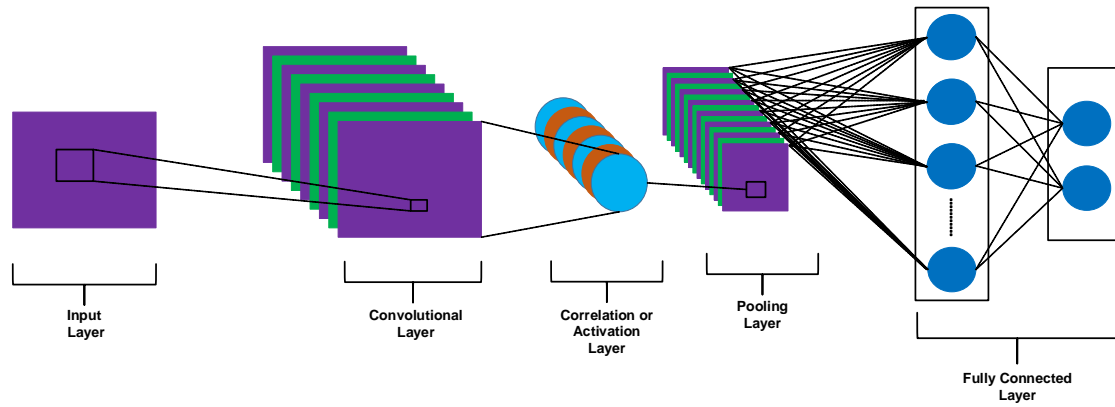 Input
Layer
Convolutional
Layer
Correlation or
Activation
Layer
Pooling
Layer
Fully Connected
Layer